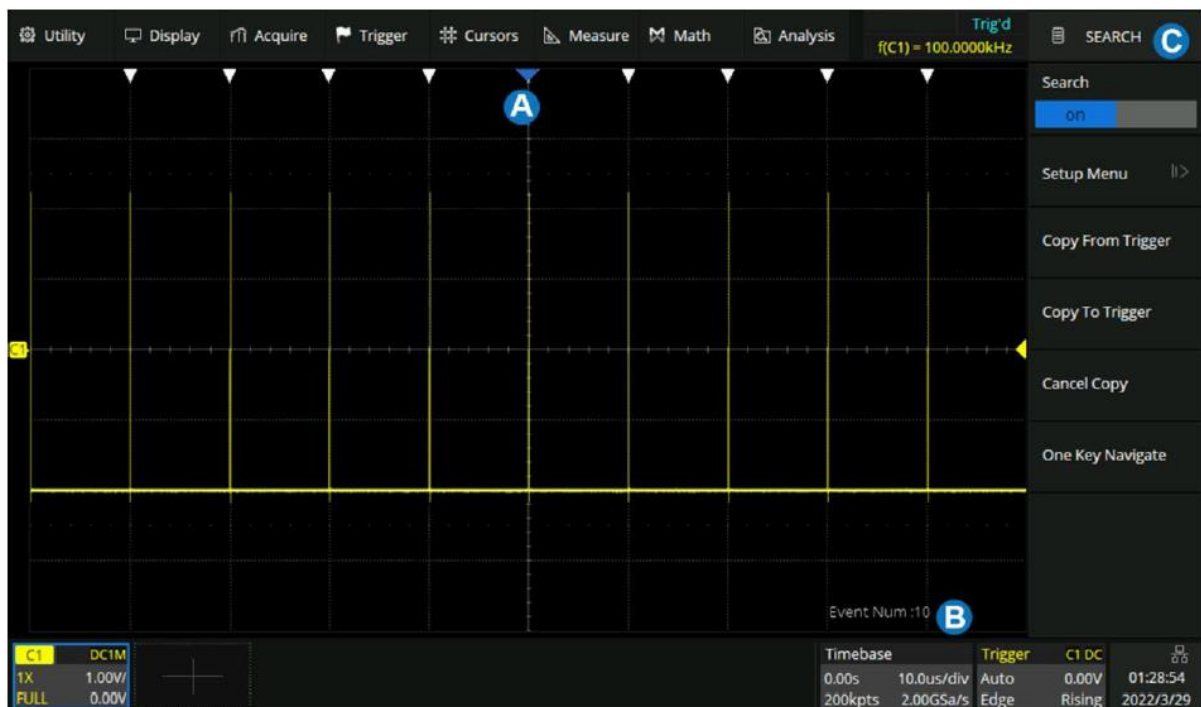 Utility Display Acquire Trigger Cursors Measure Math Analysis
Trig'd
f(C1) = 100.0000kHz
SEARCH C
Search
on
Setup Menu
Copy From Trigger
Copy To Trigger
Cancel Copy
One Key Navigate
A
C1
Event Num :10 B
C1 DC1M
1X 1.00V/
FULL 0.00V
Timebase
0.00s 10.0us/div
200kpts 2.00GSa/s
Trigger C1 DC
Auto 0.00V
Edge Rising
01:28:54
2022/3/29